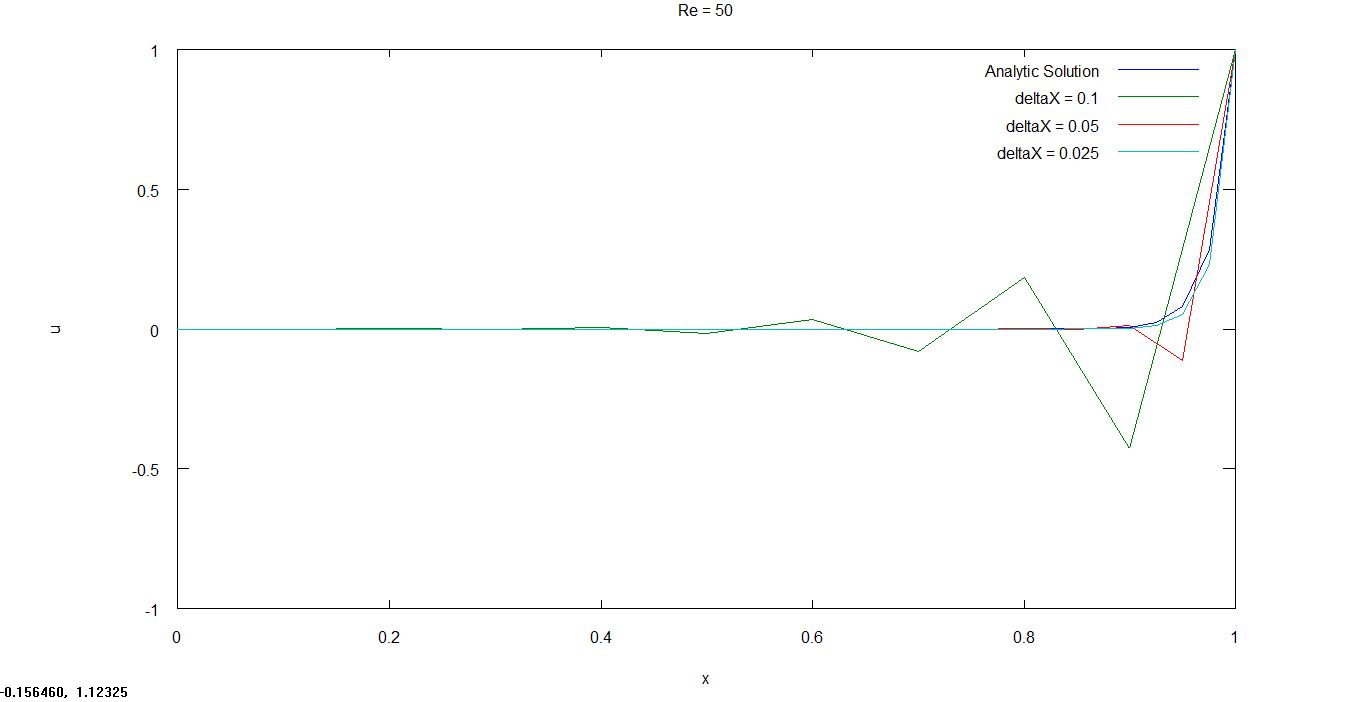 Re = 50
1
Analytic Solution
deltaX = 0.1
deltaX = 0.05
deltaX = 0.025
0.5
0
u
-0.5
-1
0 0.2 0.4 0.6 0.8 1
x
-0.156460, 1.12325